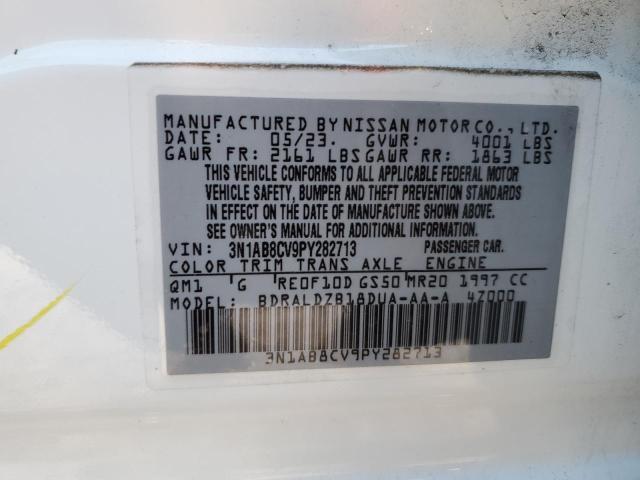 MANUFACTURED BY NISSAN MOTOR CO., LTD.
DATE: 05/23. GVWR: 4001 LBS
GAWR FR: 2161 LBS GAWR RR: 1863 LBS
THIS VEHICLE CONFORMS TO ALL APPLICABLE FEDERAL MOTOR
VEHICLE SAFETY, BUMPER AND THEFT PREVENTION STANDARDS
IN EFFECT ON THE DATE OF MANUFACTURE SHOWN ABOVE.
SEE OWNER'S MANUAL FOR ADDITIONAL INFORMATION.
VIN: 3N1AB8CV9PY282713 PASSENGER CAR.
COLOR TRIM TRANS AXLE ENGINE
QM1 G RE0F10D GS50 MR20 1997 CC
MODEL: BDRALDZB18DUA-AA-A 4Z000
3N1AB8CV9PY282713